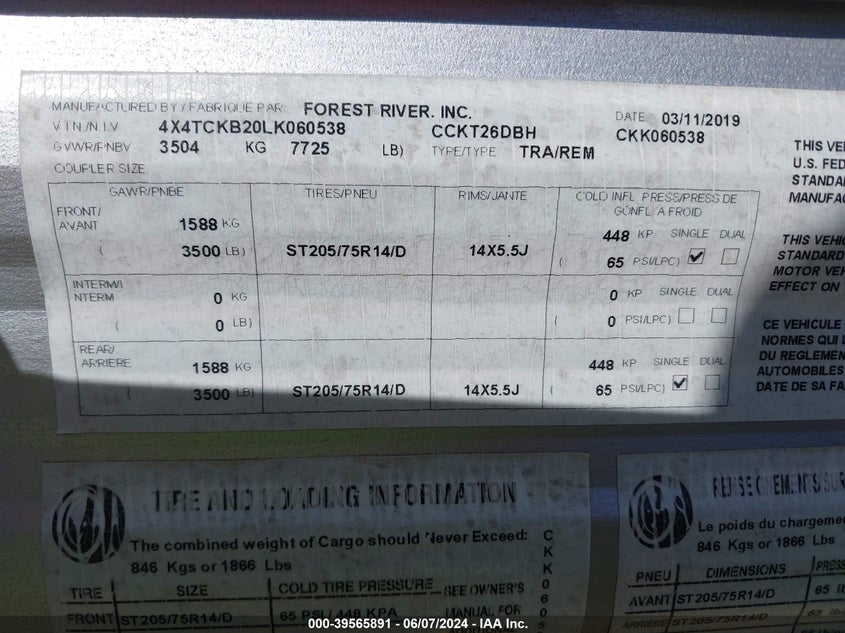 MANUFACTURED BY / FABRIQUE PAR: FOREST RIVER. INC. DATE: 03/11/2019
V.I.N./N.I.V. 4X4TCKB20LK060538 CCKT26DBH CKK060538
GVWR/PNBV 3504 KG 7725 LB) TYPE/TYPE TRA/REM
COUPLER SIZE
GAWR/PNBE TIRES/PNEU RIMS/JANTE COLD INFL. PRESS/PRESS DE GONFL. A FROID
FRONT/
AVANT 1588 KG 448 KP SINGLE DUAL
( 3500 LB) ST205/75R14/D 14X5.5J ( 65 PSI/LPC)
INTERM/I
NTERM 0 KG 0 KP SINGLE DUAL
( 0 LB) ( 0 PSI/LPC)
REAR/
ARRIERE 1588 KG 448 KP SINGLE DUAL
3500 LB) ST205/75R14/D 14X5.5J ( 65 PSI/LPC)
THIS VE
U.S. FED
STANDA
MANUFAC
THIS VEHIC
STANDARD
MOTOR VEH
EFFECT ON
CE VEHICULE
NORMES QUI L
DU REGLEMEN
AUTOMOBILES
DATE DE SA FA
TIRE AND LOADING INFORMATION
The combined weight of Cargo should Never Exceed:
846 Kgs or 1866 Lbs
TIRE SIZE COLD TIRE PRESSURE SEE OWNER'S
FRONT ST205/75R14/D 65 PSI/ 448 KPA MANUAL FOR
CKK060
Le poids du chargeme
846 Kgs or 1866 Lbs
PNEU DIMENSIONS PRESS
AVANT ST205/75R14/D 65 lb
ARRIERE ST205/75R14/D
000-39565891 - 06/07/2024 - IAA Inc.